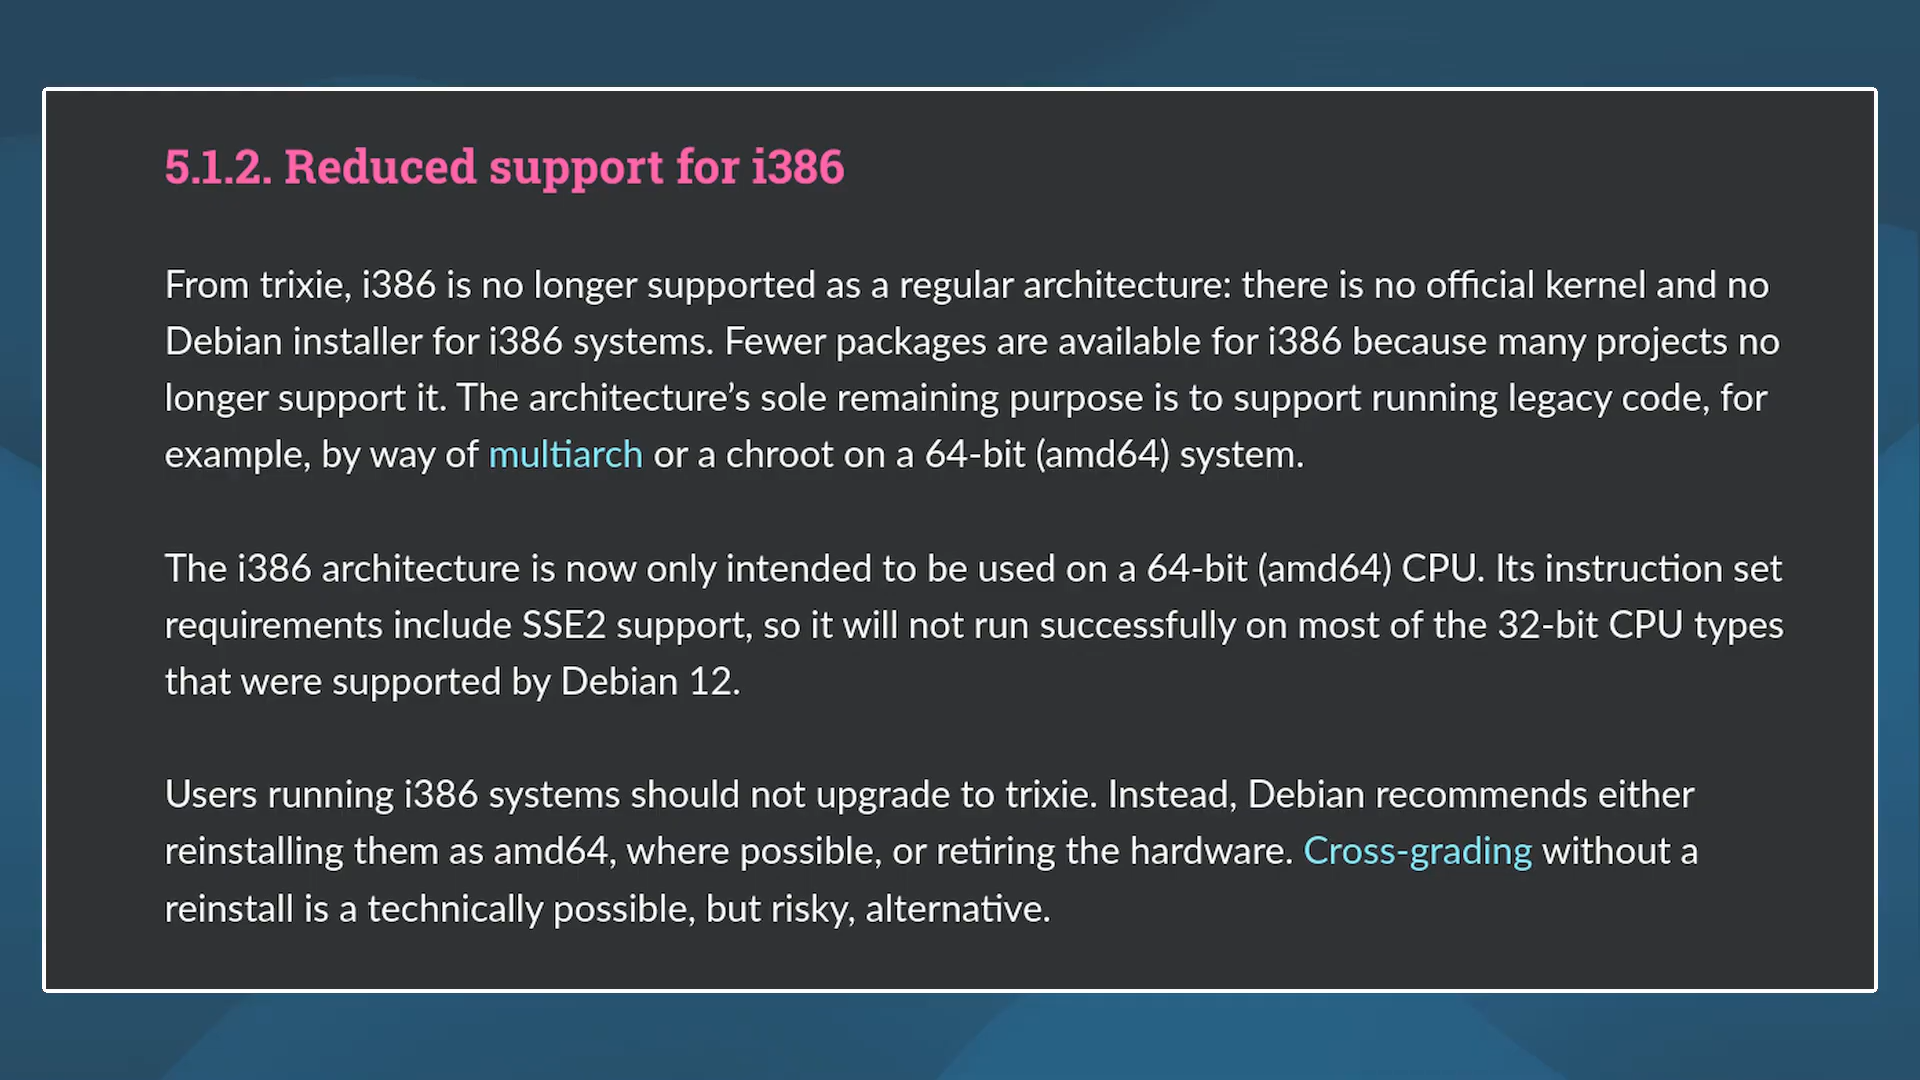 5.1.2. Reduced support for i386
From trixie, i386 is no longer supported as a regular architecture: there is no official kernel and no
Debian installer for i386 systems. Fewer packages are available for i386 because many projects no
longer support it. The architecture’s sole remaining purpose is to support running legacy code, for
example, by way of multiarch or a chroot on a 64-bit (amd64) system.
The i386 architecture is now only intended to be used on a 64-bit (amd64) CPU. Its instruction set
requirements include SSE2 support, so it will not run successfully on most of the 32-bit CPU types
that were supported by Debian 12.
Users running i386 systems should not upgrade to trixie. Instead, Debian recommends either
reinstalling them as amd64, where possible, or retiring the hardware. Cross-grading without a
reinstall is a technically possible, but risky, alternative.